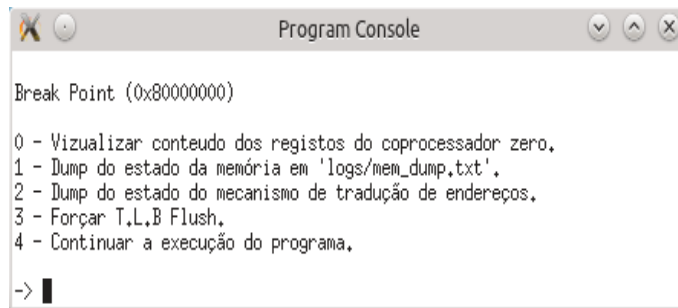 Program Console
Break Point (0x80000000)
0 - Vizualizar conteudo dos registos do coprocessador zero.
1 - Dump do estado da memória em 'logs/mem_dump.txt'.
2 - Dump do estado do mecanismo de tradução de endereços.
3 - Forçar T.L.B Flush.
4 - Continuar a execução do programa.
->